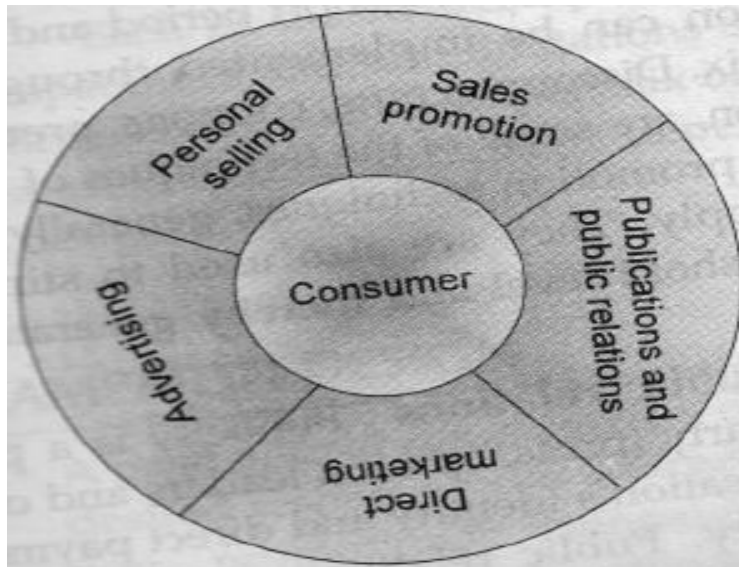 Sales
promotion
Publications and
public relations
Direct
marketing
Advertising
Personal
selling
Consumer